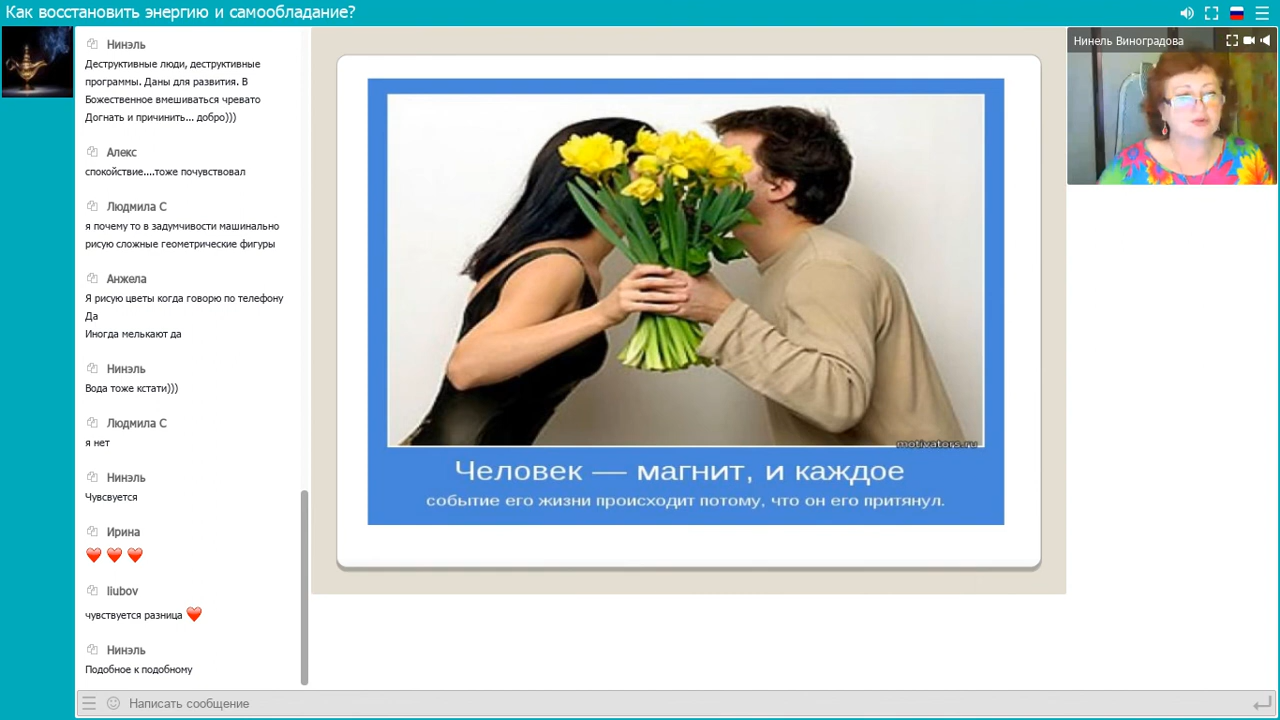 Как восстановить энергию и самообладание?
Нинэль
Деструктивные люди, деструктивные
программы. Даны для развития. В
Божественное вмешиваться чревато
Догнать и причинить... добро)))
Алекс
спокойствие....тоже почувствовал
Людмила С
я почему то в задумчивости машинально
рисую сложные геометрические фигуры
Анжела
Я рисую цветы когда говорю по телефону
Да
Иногда мелькают да
Нинэль
Вода тоже кстати)))
Людмила С
я нет
Нинэль
Чувсвуется
Ирина
liubov
чувствуется разница
Нинэль
Подобное к подобному
Написать сообщение
motivators.ru
Человек — магнит, и каждое
событие его жизни происходит потому, что он его притянул.
Нинель Виноградова